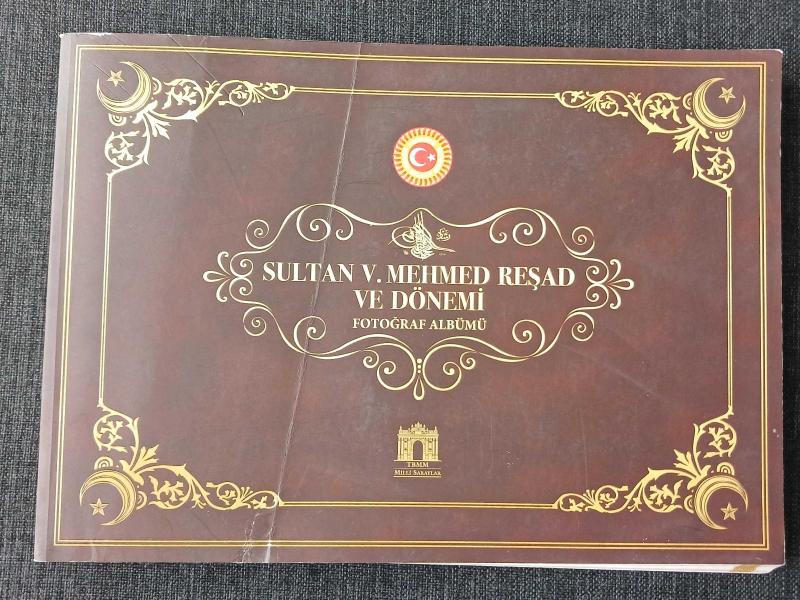 SULTAN V. MEHMED REŞAD
VE DÖNEMİ
FOTOĞRAF ALBÜMÜ
TBMM
MİLLÎ SARAYLAR